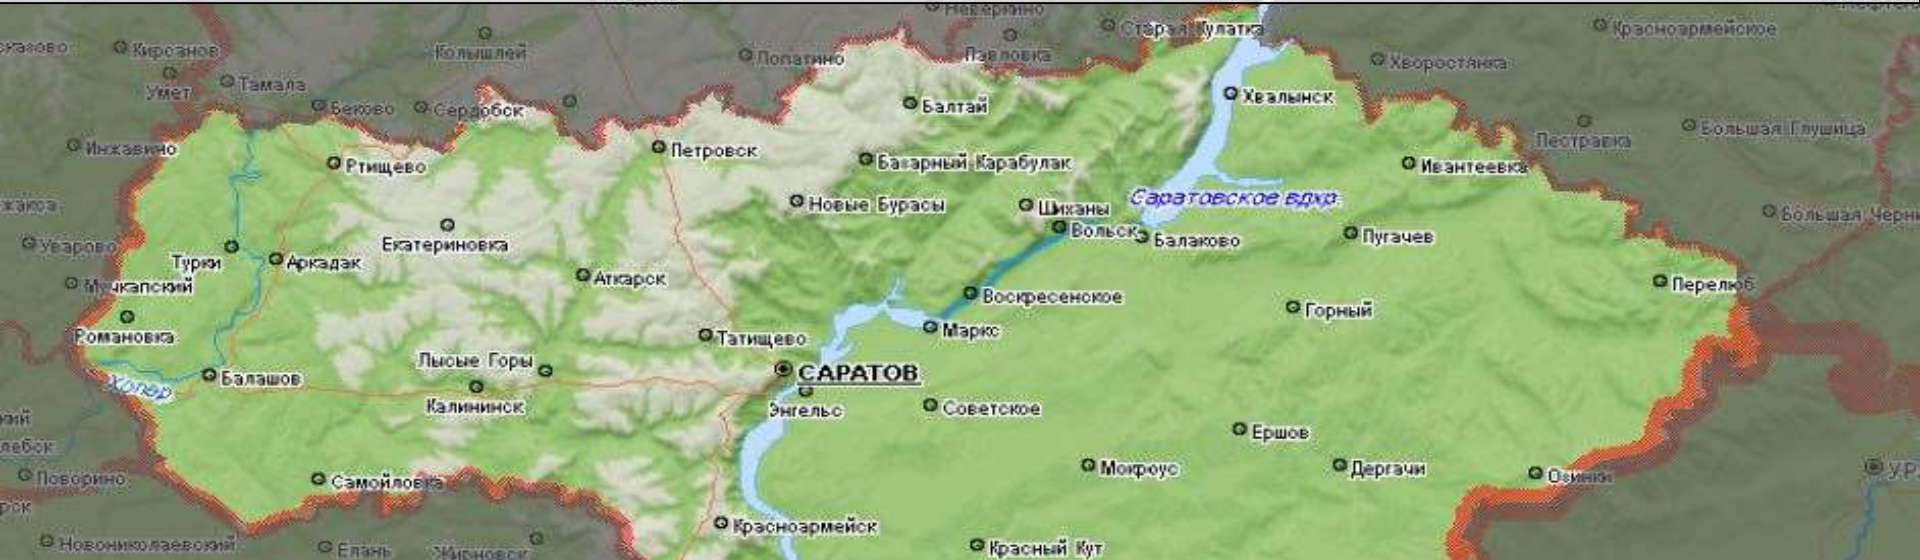 Неверкино
Старая Кулатка
Красноармейское
Кирсанов
Колышлей
Лопатино
Павловка
Хворостянка
Умет
Тамала
Беково
Сердобск
Балтай
Хвалынск
Пестравка
Большая Глушица
Инжавино
Ртищево
Петровск
Базарный Карабулак
Ивантеевка
Саратовское вдхр.
Новые Бурасы
Шиханы
Уварово
Екатериновка
Вольск
Балаково
Пугачев
Турки
Аркадак
Аткарск
Мучкапский
Воскресенское
Перелюб
Горный
Романовка
Татищево
Маркс
Лысые Горы
Балашов
САРАТОВ
Хопер
Калининск
Энгельс
Советское
Ершов
Мокроус
Дергачи
Озинки
Поворино
Самойловка
Красноармейск
Новониколаевский
Елань
Жирновск
Красный Кут